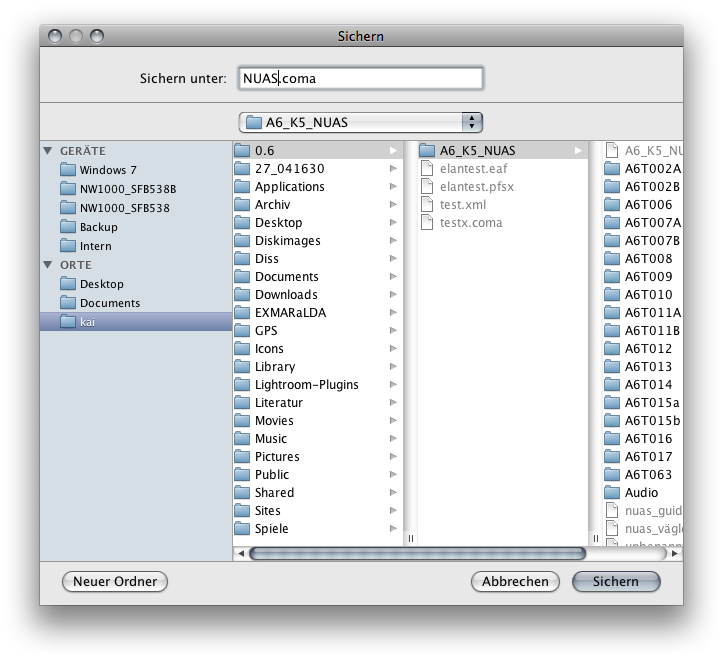 Sichern
Sichern unter: NUAS.coma
A6_K5_NUAS
GERÄTE
Windows 7
NW1000_SFB538B
NW1000_SFB538
Backup
Intern
ORTE
Desktop
Documents
kai
0.6
27_041630
Applications
Archiv
Desktop
Diskimages
Diss
Documents
Downloads
EXMARaLDA
GPS
Icons
Library
Lightroom-Plugins
Literatur
Movies
Music
Pictures
Public
Shared
Sites
Spiele
A6_K5_NUAS
elantest.eaf
elantest.pfsx
test.xml
testx.coma
A6_K5_NU
A6T002A
A6T002B
A6T006
A6T007A
A6T007B
A6T008
A6T009
A6T010
A6T011A
A6T011B
A6T012
A6T013
A6T014
A6T015a
A6T015b
A6T016
A6T017
A6T063
Audio
nuas_guid
nuas_vägl
Neuer Ordner
Abbrechen
Sichern